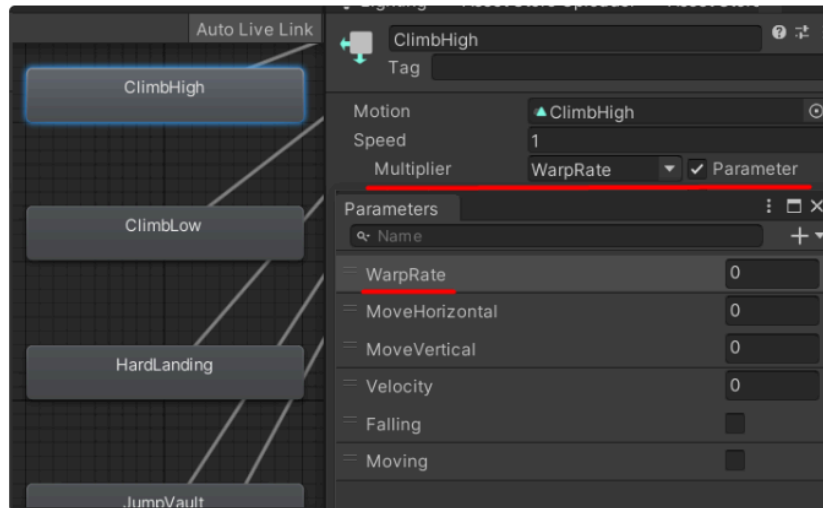 Auto Live Link
ClimbHigh
ClimbLow
HardLanding
JumpVault
ClimbHigh
Tag
Motion
ClimbHigh
Speed
1
Multiplier
WarpRate
Parameter
Parameters
Name
WarpRate
0
MoveHorizontal
0
MoveVertical
0
Velocity
0
Falling
Moving